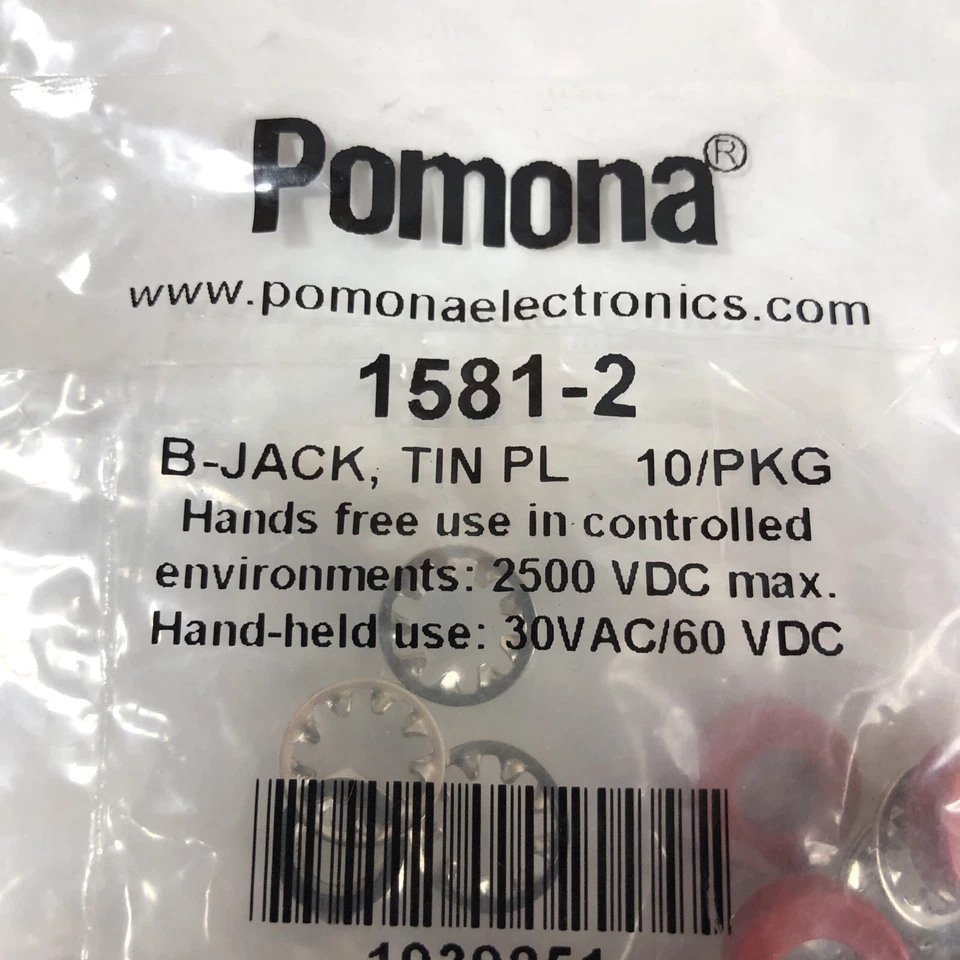 Pomona®
www.pomonaelectronics.com
1581-2
B-JACK, TIN PL 10/PKG
Hands free use in controlled
environments: 2500 VDC max.
Hand-held use: 30VAC/60 VDC